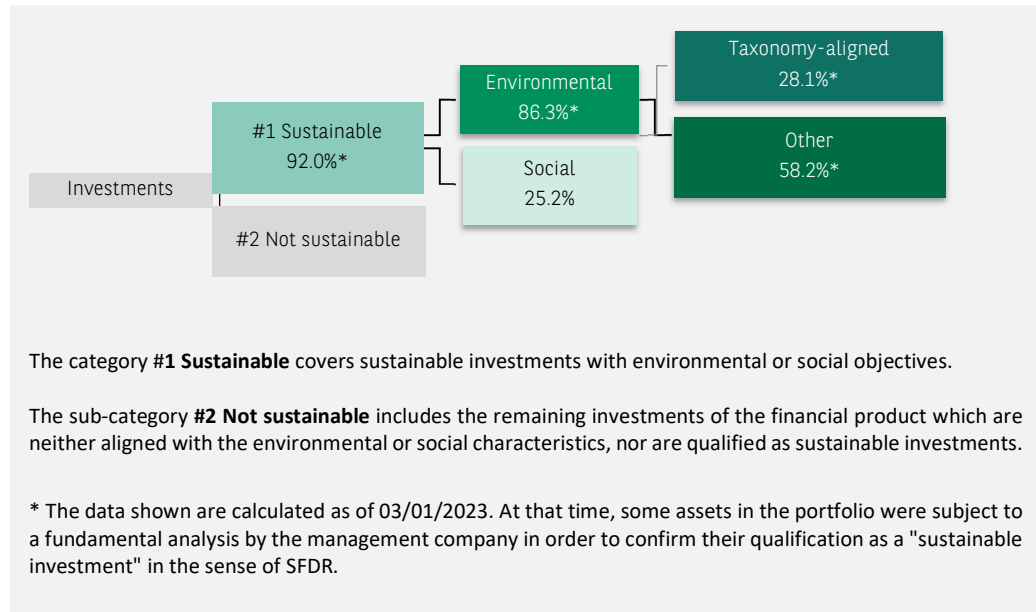 Taxonomy-aligned
28.1%*
Environmental
86.3%*
#1 Sustainable
92.0%*
Other
58.2%*
Social
25.2%
Investments
#2 Not sustainable
The category #1 Sustainable covers sustainable investments with environmental or social objectives.
The sub-category #2 Not sustainable includes the remaining investments of the financial product which are
neither aligned with the environmental or social characteristics, nor are qualified as sustainable investments.
* The data shown are calculated as of 03/01/2023. At that time, some assets in the portfolio were subject to
a fundamental analysis by the management company in order to confirm their qualification as a "sustainable
investment" in the sense of SFDR.